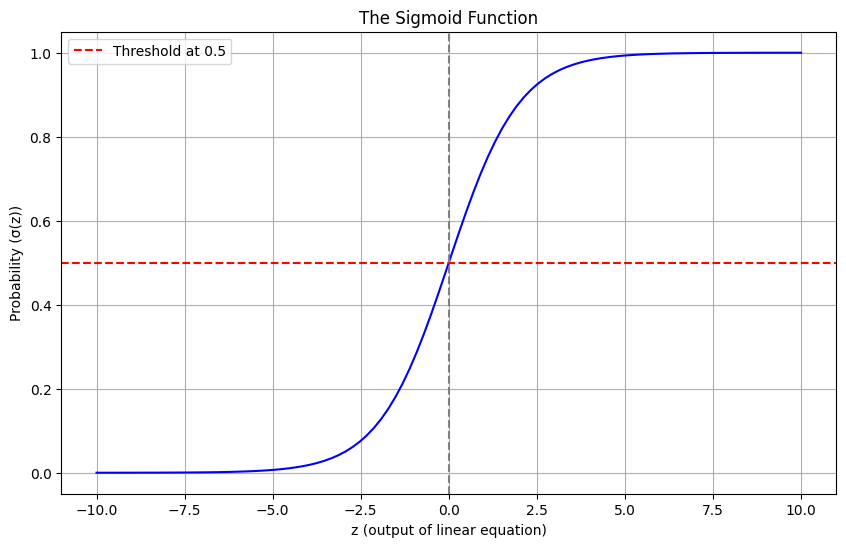 The Sigmoid Function
Threshold at 0.5
1.0
0.8
0.6
0.4
0.2
0.0
Probability (σ(z))
−10.0 −7.5 −5.0 −2.5 0.0 2.5 5.0 7.5 10.0
z (output of linear equation)